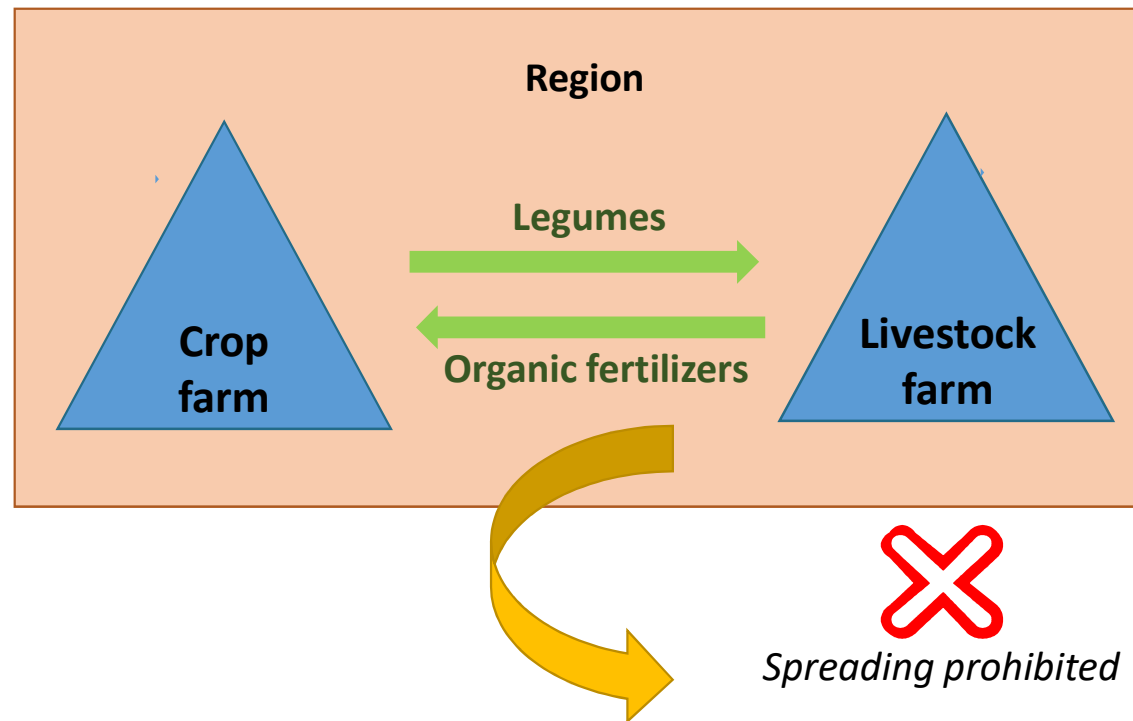 Region
Legumes
Crop
farm
Livestock
farm
Organic fertilizers
Spreading prohibited